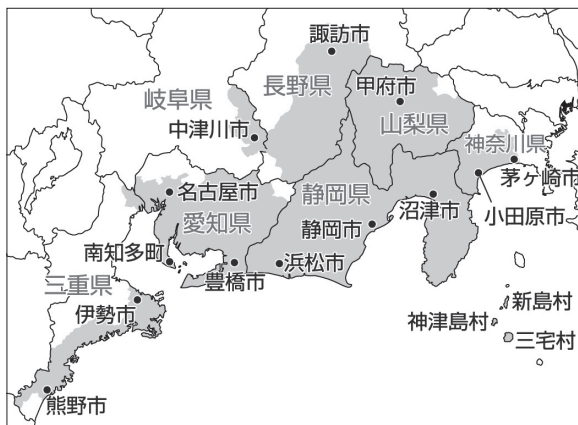 諏訪市
甲府市
長野県
岐阜県
山梨県
中津川市
神奈川県
茅ヶ崎市
名古屋市
静岡県
沼津市
小田原市
愛知県
静岡市
南知多町
浜松市
豊橋市
三重県
伊勢市
新島村
神津島村
三宅村
熊野市